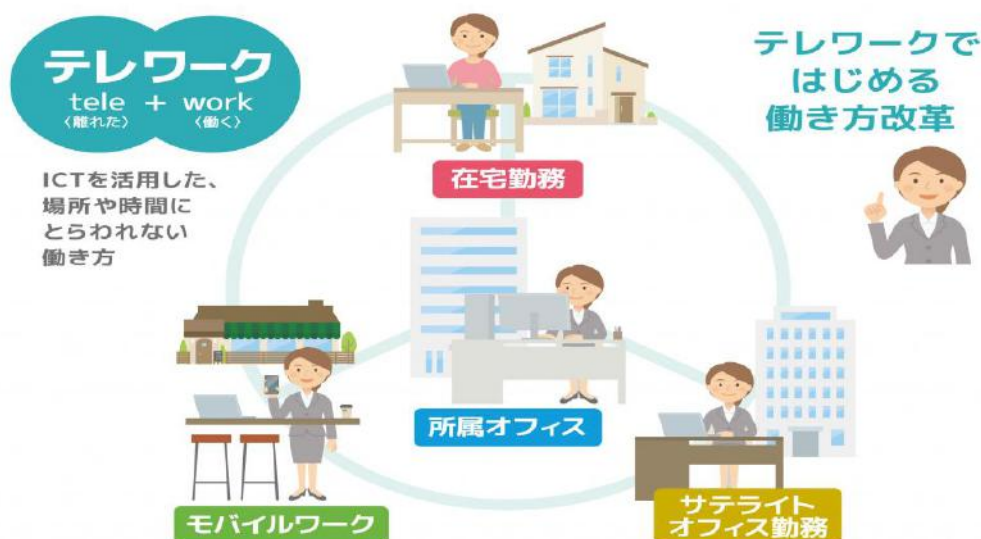 テレワーク
tele + work
〈離れた〉 〈働く〉
ICTを活用した、
場所や時間に
とらわれない
働き方
テレワークで
はじめる
働き方改革
在宅勤務
所属オフィス
モバイルワーク
サテライト
オフィス勤務